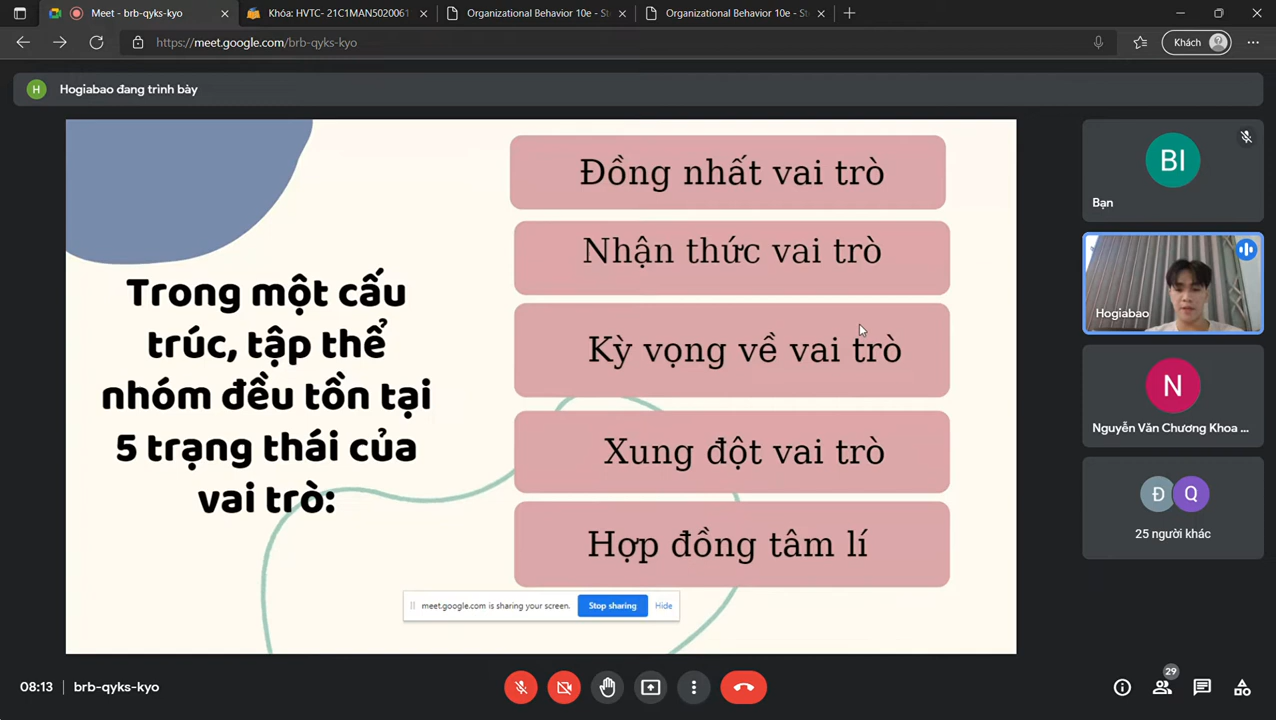 Meet - brb-qyks-kyo
Khóa: HVTC- 21C1MAN5020061
Organizational Behavior 10e - St
Organizational Behavior 10e - St
https://meet.google.com/brb-qyks-kyo
Khách
H
Hogiabao đang trình bày
Trong một cấu
trúc, tập thể
nhóm đều tồn tại
5 trạng thái của
vai trò:
Đồng nhất vai trò
Nhận thức vai trò
Kỳ vọng về vai trò
Xung đột vai trò
Hợp đồng tâm lí
meet.google.com is sharing your screen.
Stop sharing
Hide
BI
Bạn
Hogiabao
N
Nguyễn Văn Chương Khoa ...
Đ
Q
25 người khác
08:13
brb-qyks-kyo
29